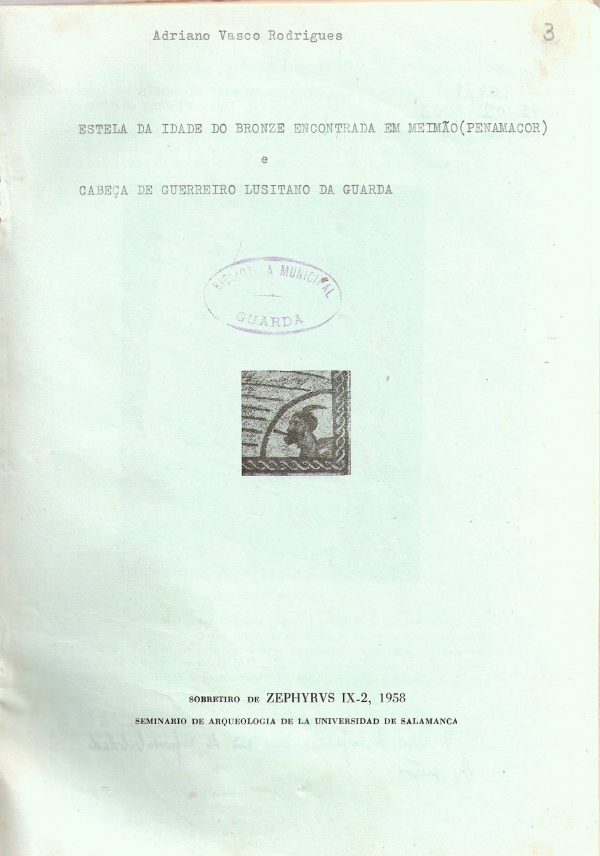 Adriano Vasco Rodrigues
3
ESTELA DA IDADE DO BRONZE ENCONTRADA EM MEIMÃO(PENAMACOR)
e
CABEÇA DE GUERREIRO LUSITANO DA GUARDA
MUNICIPAL
GUARDA
SOBRETIRO DE ZEPHYRVS IX-2, 1958
SEMINARIO DE ARQUEOLOGIA DE LA UNIVERSIDAD DE SALAMANCA